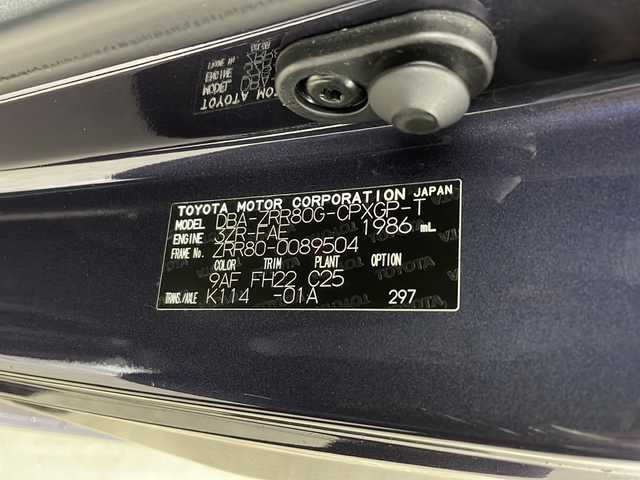 TOYOTA MOTOR CORPORATION JAPAN
MODEL DBA-ZRR80G-CPXGP-T
ENGINE 3ZR-FAE 1986 mL
FRAME No. ZRR80-0089504
COLOR TRIM PLANT OPTION
9AF FH22 C25
TRANS./AXLE K114 -01A 297